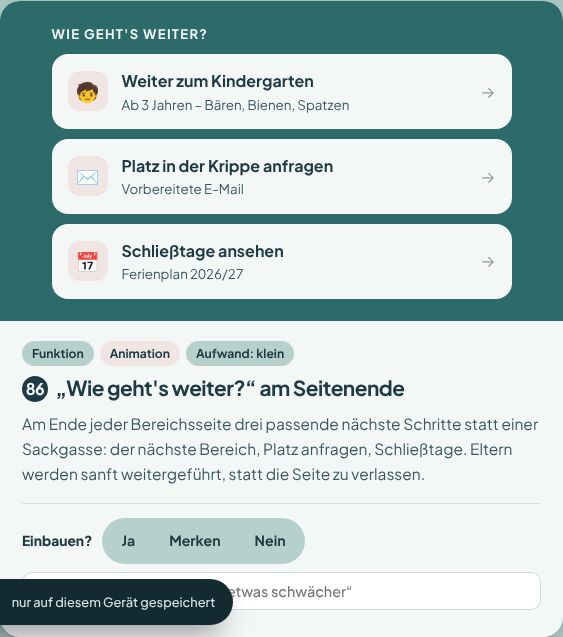 WIE GEHT'S WEITER?
Weiter zum Kindergarten
Ab 3 Jahren – Bären, Bienen, Spatzen
→
Platz in der Krippe anfragen
Vorbereitete E-Mail
→
July
17
Schließtage ansehen
Ferienplan 2026/27
→
Funktion
Animation
Aufwand: klein
86 „Wie geht's weiter?“ am Seitenende
Am Ende jeder Bereichsseite drei passende nächste Schritte statt einer
Sackgasse: der nächste Bereich, Platz anfragen, Schließtage. Eltern
werden sanft weitergeführt, statt die Seite zu verlassen.
Einbauen? Ja Merken Nein
etwas schwächer“
nur auf diesem Gerät gespeichert